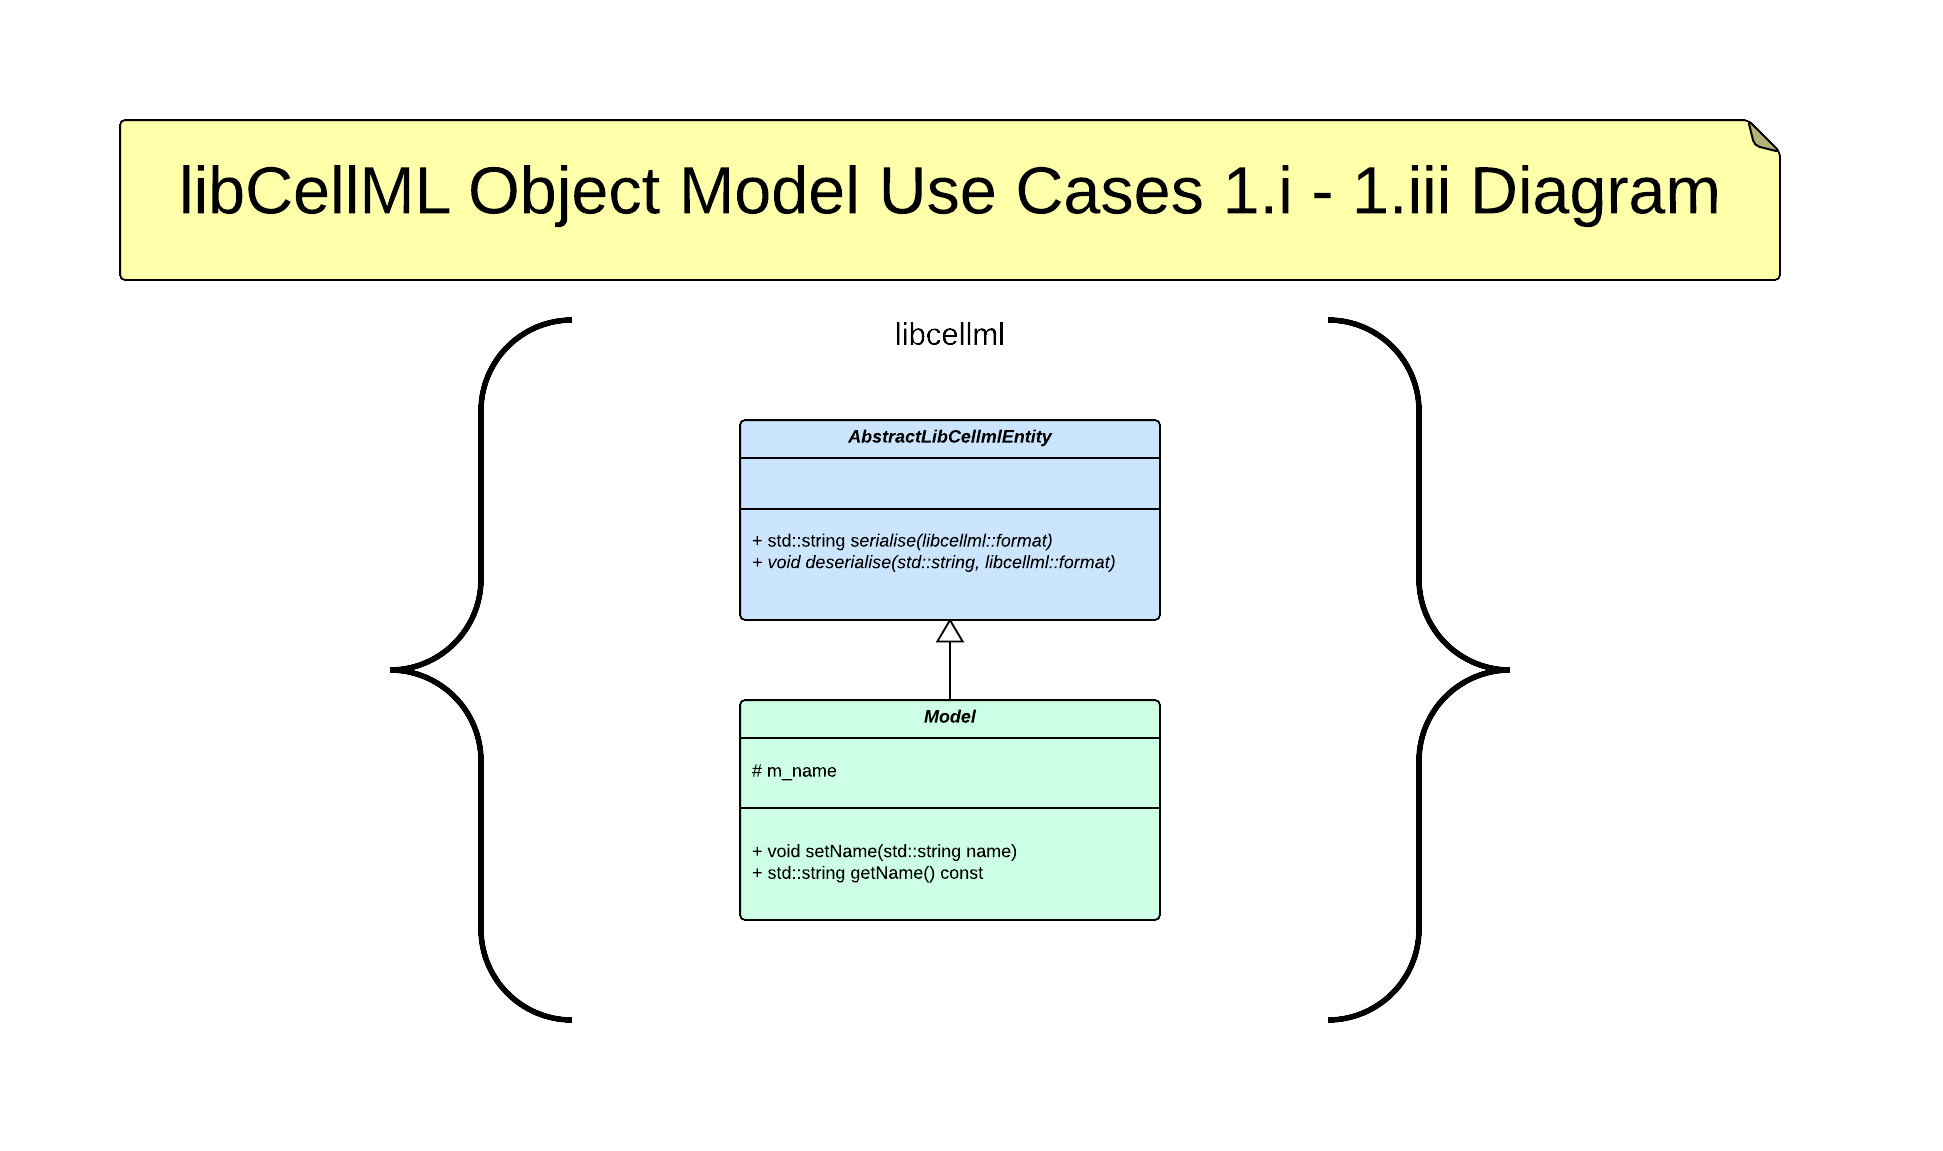 libCellML Object Model Use Cases 1.i - 1.iii Diagram
libcellml
AbstractLibCellmlEntity
+ std::string serialise(libcellml::format)
+ void deserialise(std::string, libcellml::format)
Model
# m_name
+ void setName(std::string name)
+ std::string getName() const